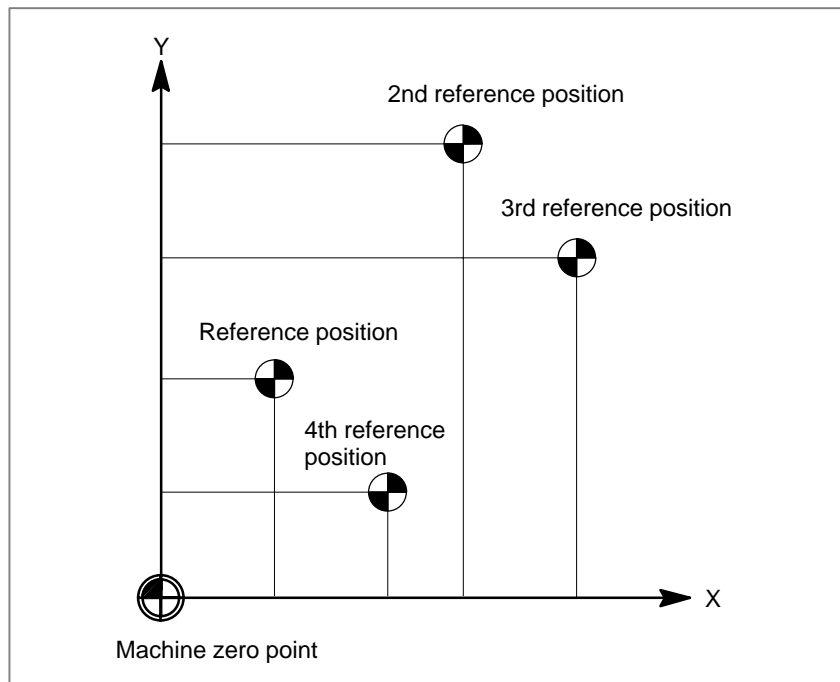 Y
2nd reference position
3rd reference position
Reference position
4th reference
position
X
Machine zero point